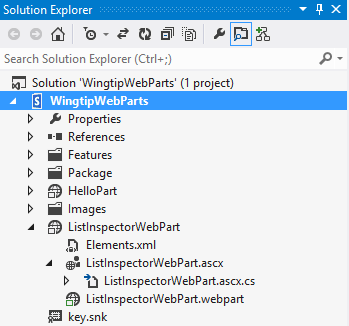 Solution Explorer
Search Solution Explorer (Ctrl+;)
Solution 'WingtipWebParts' (1 project)
WingtipWebParts
Properties
References
Features
Package
HelloPart
Images
ListInspectorWebPart
Elements.xml
ListInspectorWebPart.ascx
ListInspectorWebPart.ascx.cs
ListInspectorWebPart.webpart
key.snk